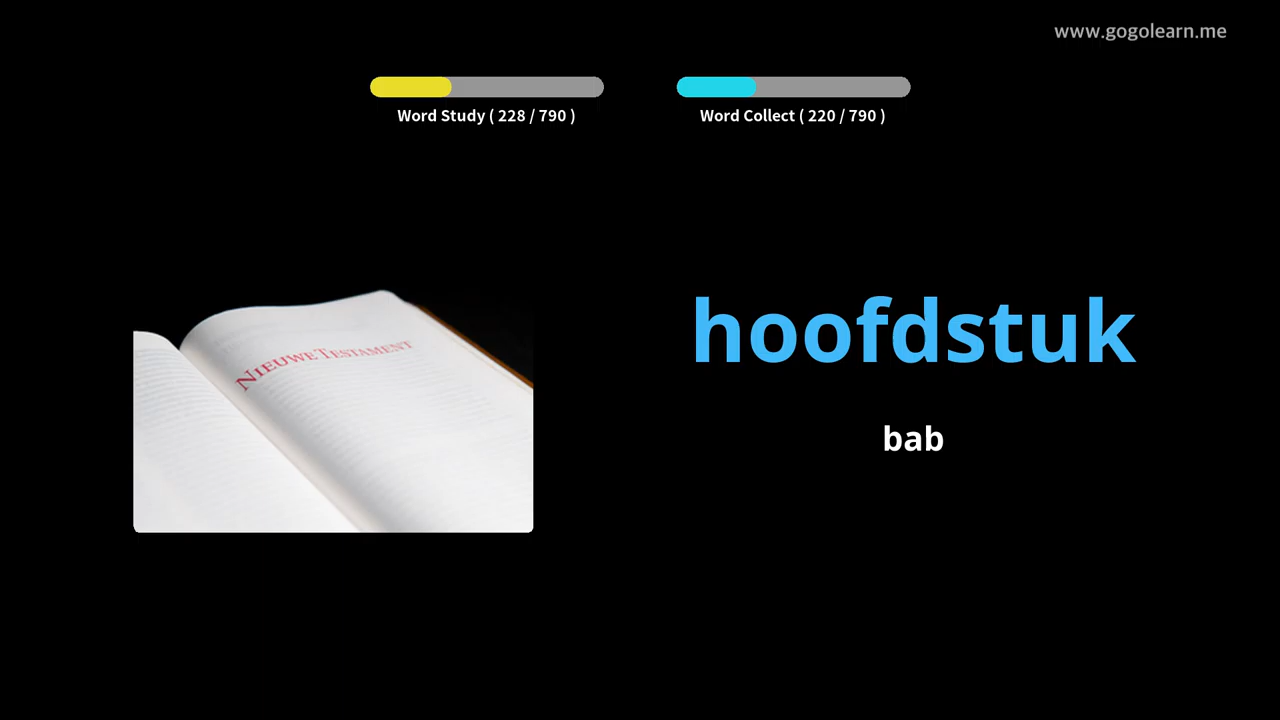 www.gogolearn.me
Word Study ( 228 / 790 )
Word Collect ( 220 / 790 )
NIEUWE TESTAMENT
hoofdstuk
bab